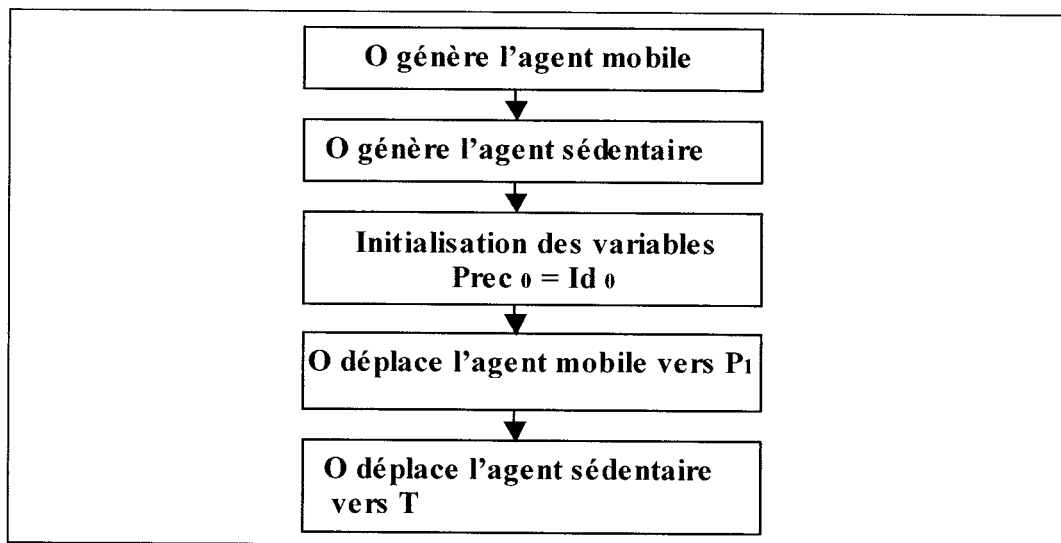 O génère l'agent mobile
O génère l'agent sédentaire
Initialisation des variables
Prec 0 = Id 0
O déplace l'agent mobile vers P1
O déplace l'agent sédentaire
vers T